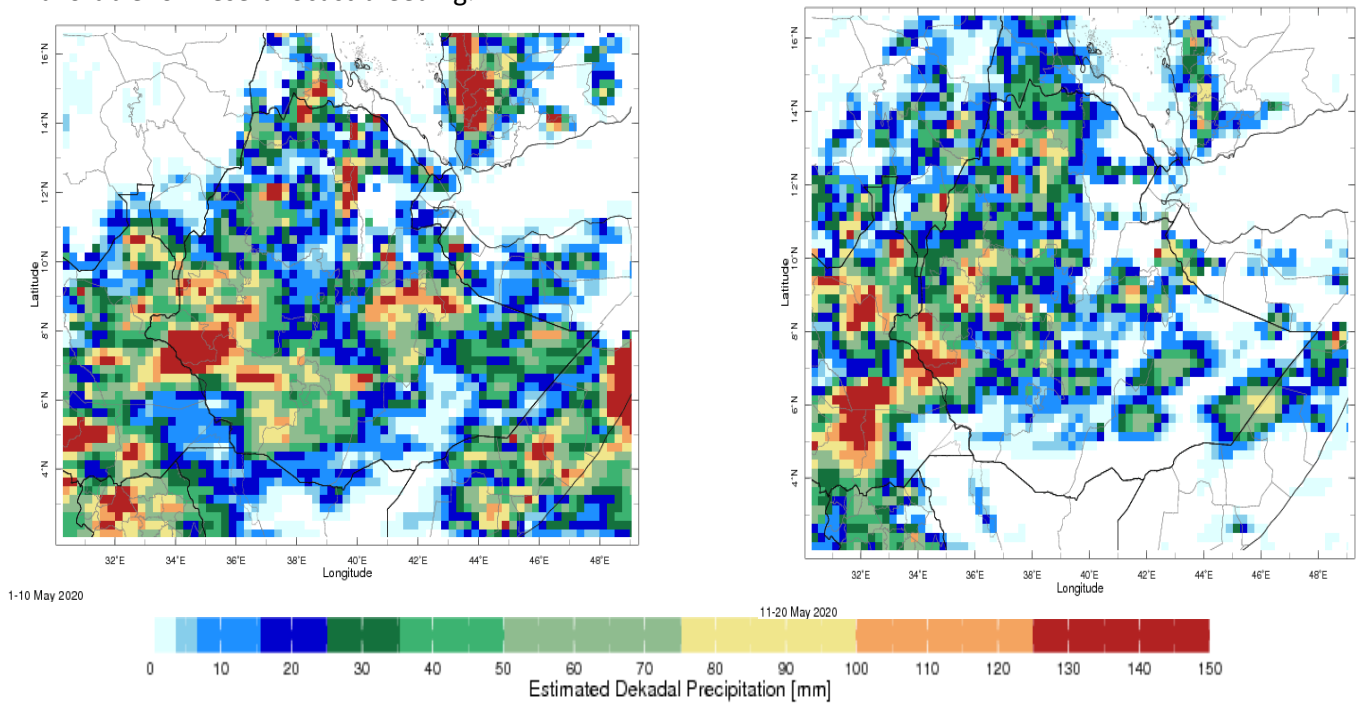 16°N
14°N
12°N
10°N
8°N
6°N
4°N
Latitude
32°E 34°E 36°E 38°E 40°E 42°E 44°E 46°E 48°E
Longitude
16°N
14°N
12°N
10°N
8°N
6°N
4°N
Latitude
32°E 34°E 36°E 38°E 40°E 42°E 44°E 46°E 48°E
Longitude
1-10 May 2020
11-20 May 2020
0 10 20 30 40 50 60 70 80 90 100 110 120 130 140 150
Estimated Dekadal Precipitation [mm]